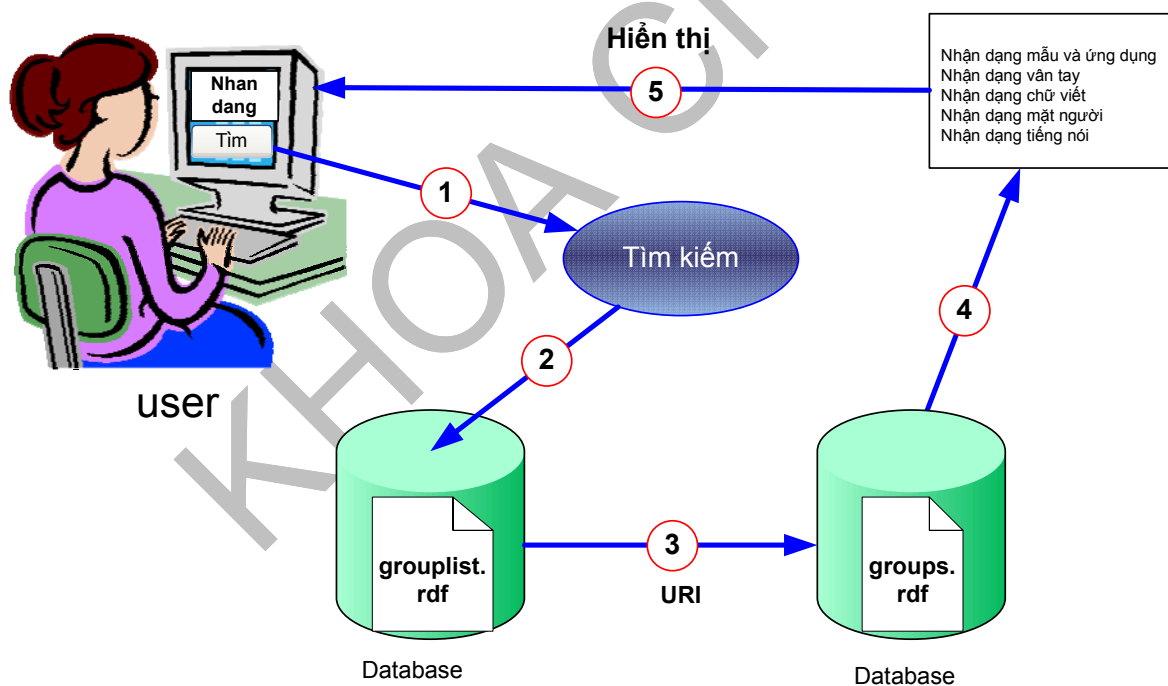 Hiển thị
Nhận dạng mẫu và ứng dụng
Nhận dạng vân tay
Nhận dạng chữ viết
Nhận dạng mặt người
Nhận dạng tiếng nói
Nhan
dang
Tìm
5
1
Tìm kiếm
4
2
user
3
URI
grouplist.
rdf
groups.
rdf
Database
Database
KHOA